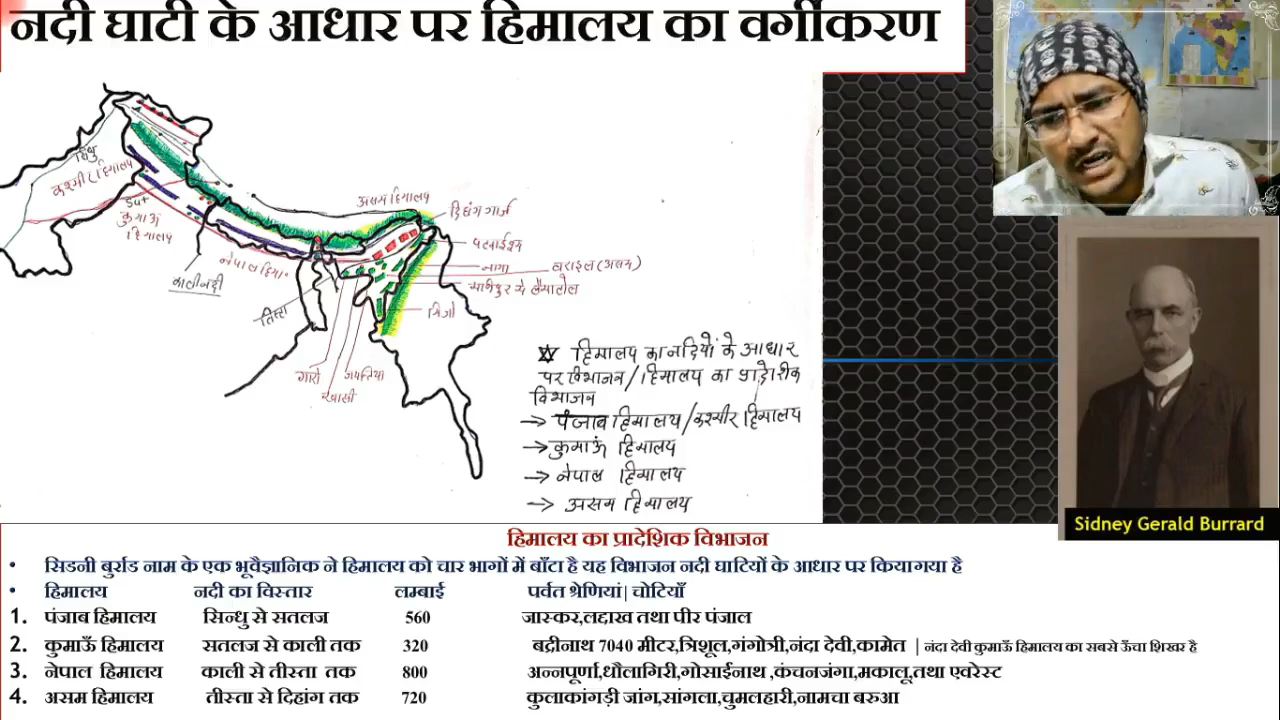 नदी घाटी के आधार पर हिमालय का वर्गीकरण
सिंधु
कश्मीर हिमालय
कुमाऊं
हिमालय
नेपाल हिमा॰
कालीनदी
तिस्ता
असम हिमालय
दिहांग गार्ज
नागा
बराइल (असम)
मिजो
गारो
जयन्तिया
खासी
हिमालय का नदियों के आधार
पर विभाजन/हिमालय का प्रादेशिक
विभाजन
→ पंजाब हिमालय/कश्मीर हिमालय
→ कुमाऊं हिमालय
→ नेपाल हिमालय
→ असम हिमालय
Sidney Gerald Burrard
हिमालय का प्रादेशिक विभाजन
• सिडनी बुर्राड नाम के एक भूवैज्ञानिक ने हिमालय को चार भागों में बाँटा है यह विभाजन नदी घाटियों के आधार पर किया गया है
• हिमालय नदी का विस्तार लम्बाई पर्वत श्रेणियां| चोटियाँ
1. पंजाब हिमालय सिन्धु से सतलज 560 जास्कर,लद्दाख तथा पीर पंजाल
2. कुमाऊँ हिमालय सतलज से काली तक 320 बद्रीनाथ 7040 मीटर,त्रिशूल,गंगोत्री,नंदा देवी,कामेत | नंदा देवी कुमाऊँ हिमालय का सबसे ऊँचा शिखर है
3. नेपाल हिमालय काली से तीस्ता तक 800 अन्नपूर्णा,धौलागिरी,गोसाईनाथ ,कंचनजंगा,मकालू,तथा एवरेस्ट
4. असम हिमालय तीस्ता से दिहांग तक 720 कुलाकांगड़ी जांग,सांगला,चुमलहारी,नामचा बरुआ